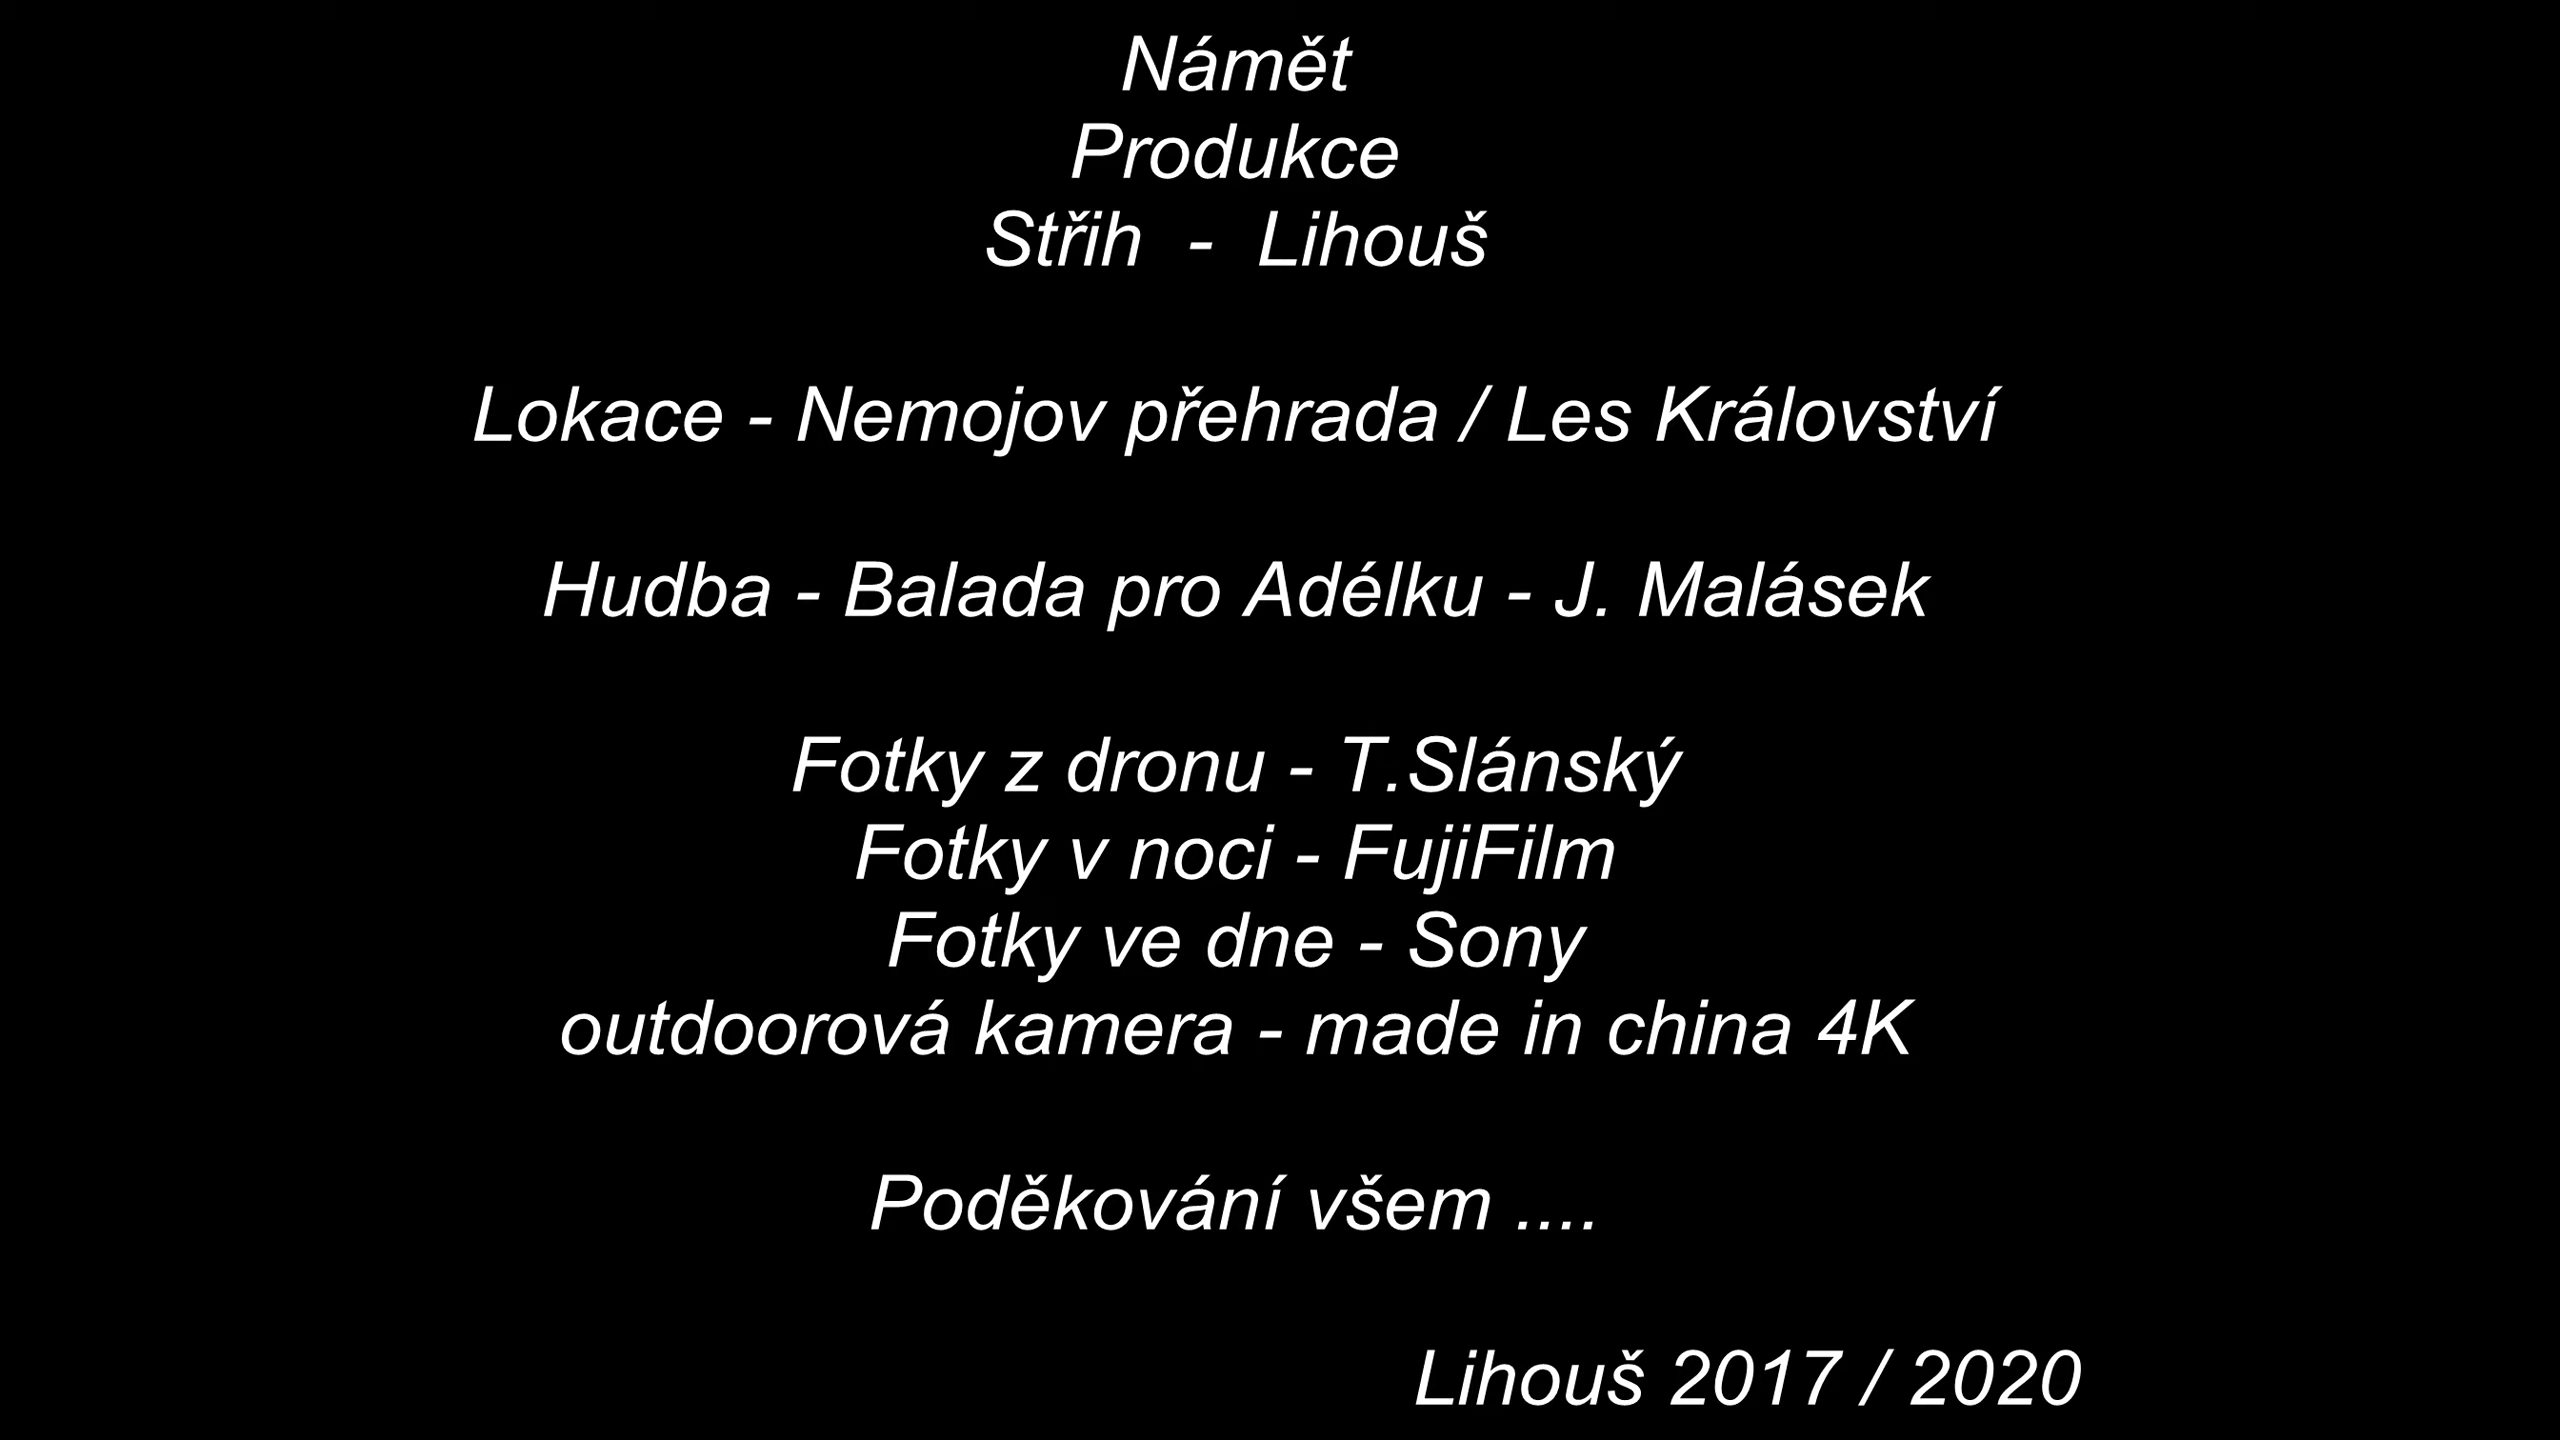 Námět
Produkce
Střih - Lihouš
Lokace - Nemojov přehrada / Les Království
Hudba - Balada pro Adélku - J. Malásek
Fotky z dronu - T.Slánský
Fotky v noci - FujiFilm
Fotky ve dne - Sony
outdoorová kamera - made in china 4K
Poděkování všem ....
Lihouš 2017 / 2020